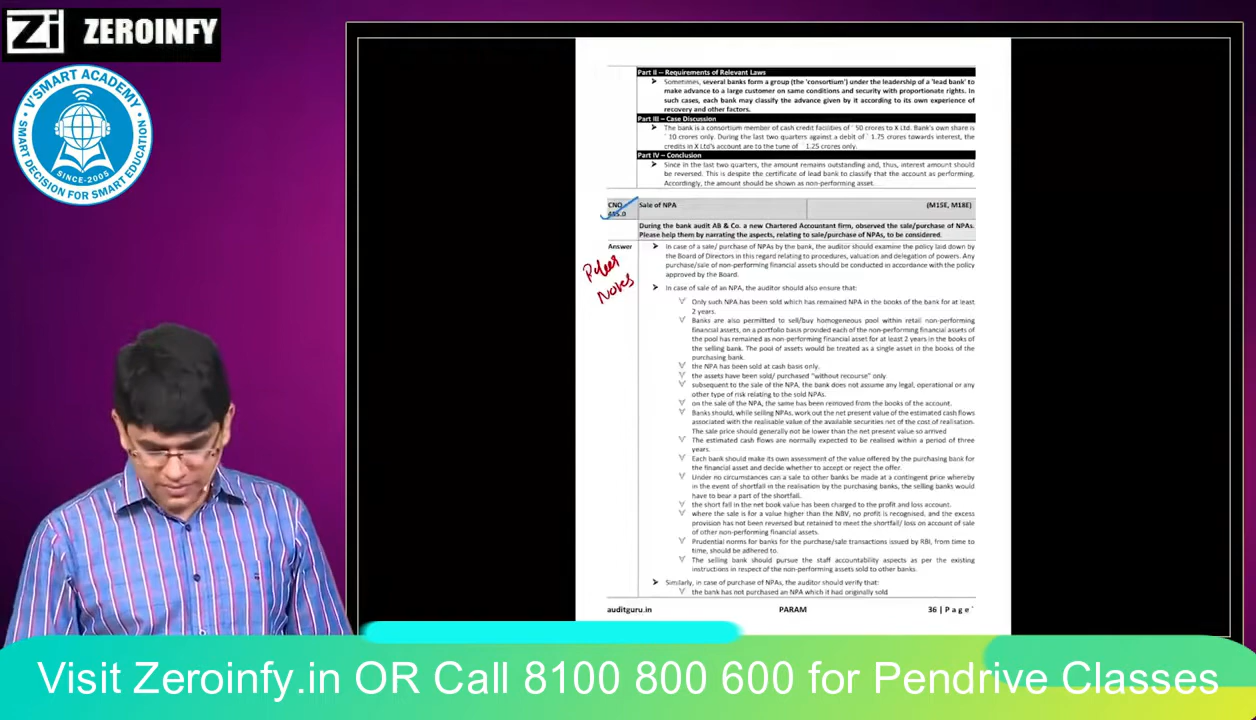 Zi ZEROINFY
V'SMART ACADEMY
SINCE-2005
SMART DECISION FOR SMART EDUCATION
Part II – Requirements of Relevant Laws
Sometimes, several banks form a group (the 'consortium') under the leadership of a 'lead bank' to
make advance to a large customer on same conditions and security with proportionate rights. In
such cases, each bank may classify the advance given by it according to its own experience of
recovery and other factors.
Part III – Case Discussion
The bank is a consortium member of cash credit facilities of ` 50 crores to X Ltd. Bank's own share is
` 10 crores only. During the last two quarters against a debit of ` 1.75 crores towards interest, the
credits in X Ltd's account are to the tune of ` 1.25 crores only.
Part IV – Conclusion
Since in the last two quarters, the amount remains outstanding and, thus, interest amount should
be reversed. This is despite the certificate of lead bank to classify that the account as performing.
Accordingly, the amount should be shown as non-performing asset.
CNO Sale of NPA (M15E, M18E)
455.0
During the bank audit AB & Co. a new Chartered Accountant firm, observed the sale/purchase of NPAs.
Please help them by narrating the aspects, relating to sale/purchase of NPAs, to be considered.
Answer In case of a sale/ purchase of NPAs by the bank, the auditor should examine the policy laid down by
the Board of Directors in this regard relating to procedures, valuation and delegation of powers. Any
purchase/sale of non-performing financial assets should be conducted in accordance with the policy
approved by the Board.
Notes
In case of sale of an NPA, the auditor should also ensure that:
Only such NPA has been sold which has remained NPA in the books of the bank for at least
2 years.
Banks are also permitted to sell/buy homogeneous pool within retail non-performing
financial assets, on a portfolio basis provided each of the non-performing financial assets of
the pool has remained as non-performing financial asset for at least 2 years in the books of
the selling bank. The pool of assets would be treated as a single asset in the books of the
purchasing bank.
the NPA has been sold at cash basis only.
the assets have been sold/ purchased "without recourse" only
subsequent to the sale of the NPA, the bank does not assume any legal, operational or any
other type of risk relating to the sold NPAs.
on the sale of the NPA, the same has been removed from the books of the account.
Banks should, while selling NPAs, work out the net present value of the estimated cash flows
associated with the realisable value of the available securities net of the cost of realisation.
The sale price should generally not be lower than the net present value so arrived
The estimated cash flows are normally expected to be realised within a period of three
years.
Each bank should make its own assessment of the value offered by the purchasing bank for
the financial asset and decide whether to accept or reject the offer.
Under no circumstances can a sale to other banks be made at a contingent price whereby
in the event of shortfall in the realisation by the purchasing banks, the selling banks would
have to bear a part of the shortfall.
the short fall in the net book value has been charged to the profit and loss account.
where the sale is for a value higher than the NBV, no profit is recognised, and the excess
provision has not been reversed but retained to meet the shortfall/ loss on account of sale
of other non-performing financial assets.
Prudential norms for banks for the purchase/sale transactions issued by RBI, from time to
time, should be adhered to.
The selling bank should pursue the staff accountability aspects as per the existing
instructions in respect of the non-performing assets sold to other banks.
Similarly, in case of purchase of NPAs, the auditor should verify that:
the bank has not purchased an NPA which it had originally sold
auditguru.in PARAM 36 | P a g e `
Visit Zeroinfy.in OR Call 8100 800 600 for Pendrive Classes